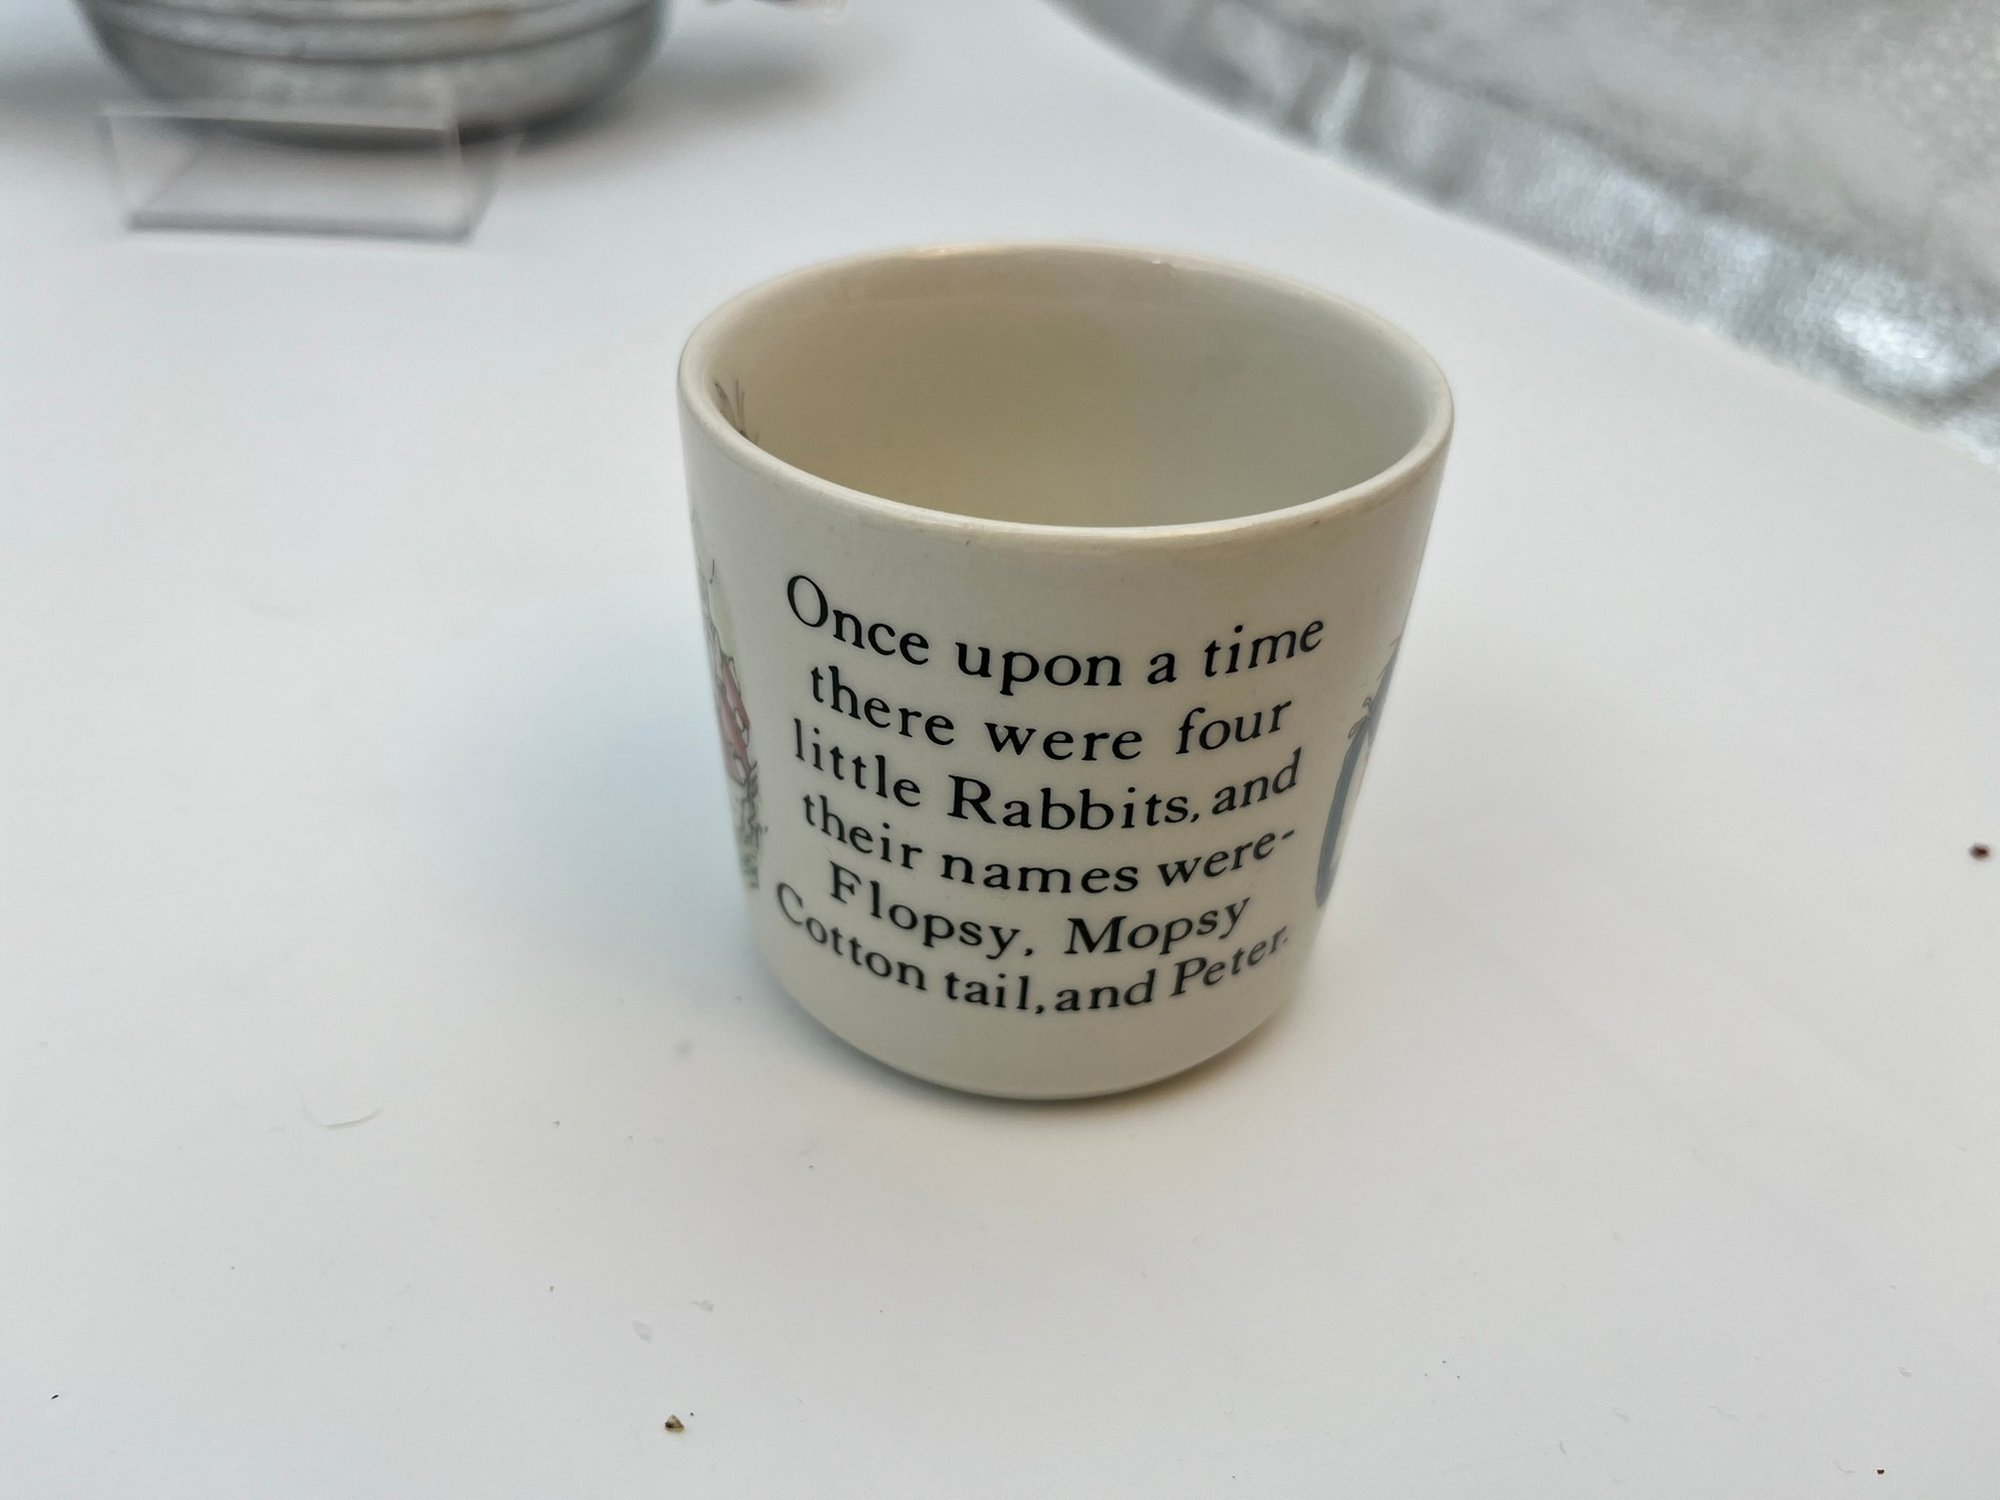 Once upon a time
there were four
little Rabbits, and
their names were-
Flopsy, Mopsy
Cotton tail, and Peter.